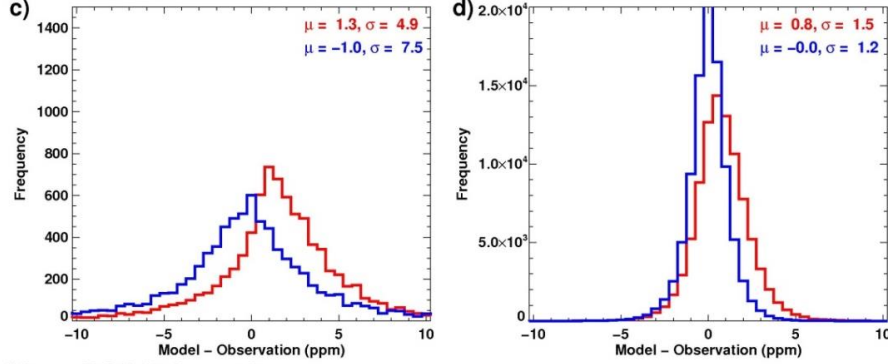 c)
μ = 1.3, σ = 4.9
μ = −1.0, σ = 7.5
1400
1200
1000
800
600
400
200
0
Frequency
−10 −5 0 5 10
Model − Observation (ppm)
d)
μ = 0.8, σ = 1.5
μ = −0.0, σ = 1.2
2.0×10⁴
1.5×10⁴
1.0×10⁴
5.0×10³
0
Frequency
−10 −5 0 5 10
Model − Observation (ppm)